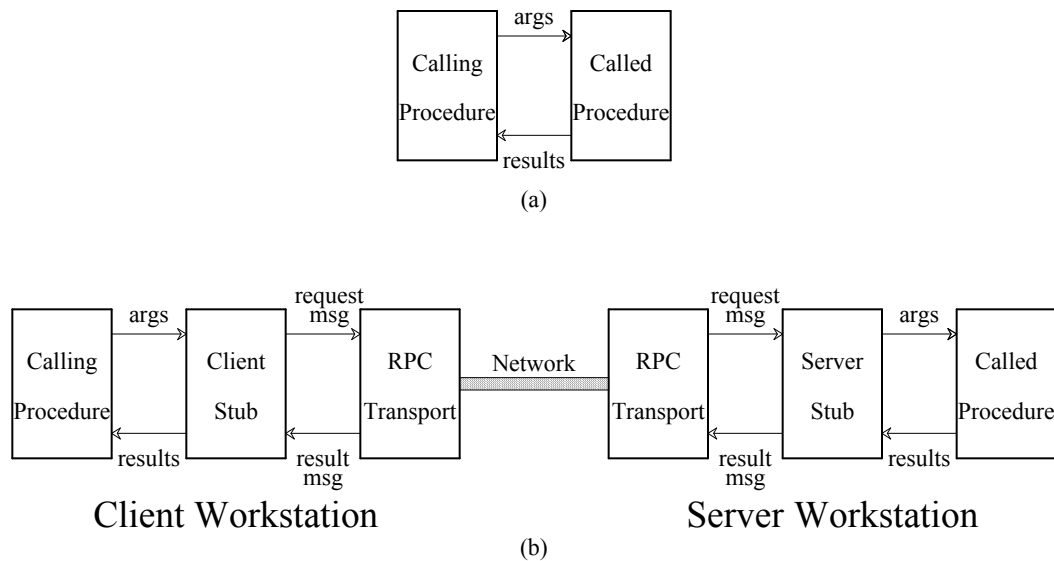 args
Calling
Procedure
Called
Procedure
results
(a)
args
request
msg
request
msg
args
Calling
Procedure
Client
Stub
RPC
Transport
Network
RPC
Transport
Server
Stub
Called
Procedure
results
result
msg
result
msg
results
Client Workstation
Server Workstation
(b)